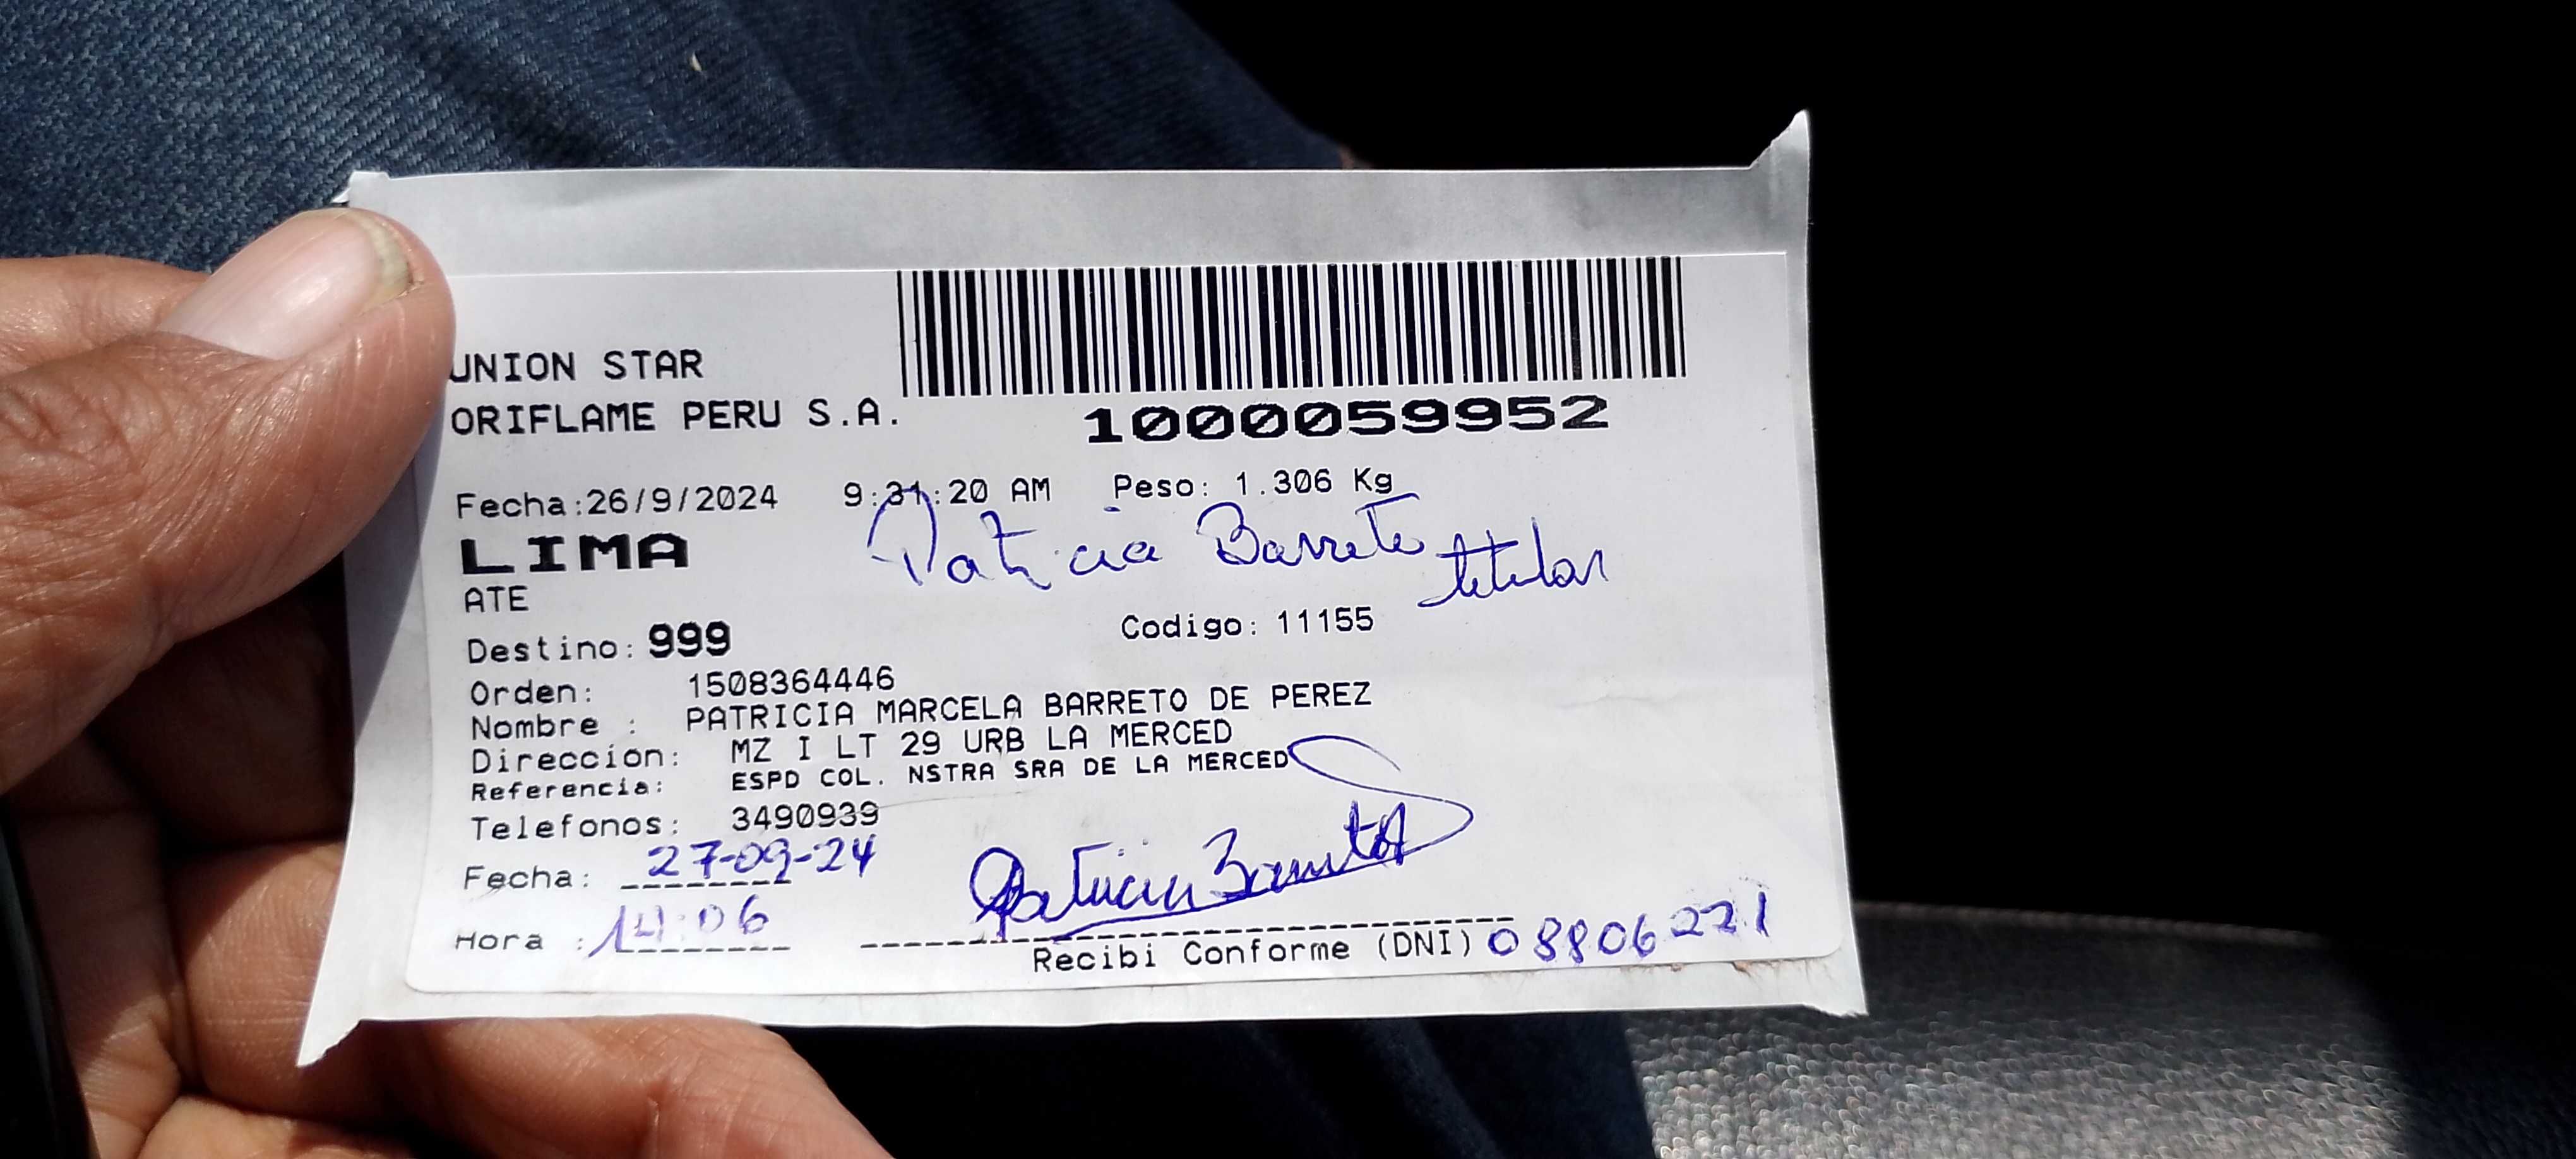 UNION STAR
ORIFLAME PERU S.A.
1000059952
Fecha:26/9/2024 9:31:20 AM Peso: 1.306 Kg
LIMA
Patricia Barreto titular
ATE
Codigo: 11155
Destino: 999
Orden: 1508364446
Nombre : PATRICIA MARCELA BARRETO DE PEREZ
Direccion: MZ I LT 29 URB LA MERCED
Referencia: ESPD COL. NSTRA SRA DE LA MERCED
Telefonos: 3490939
Fecha: 27-09-24
Patricia Barreto
Hora : 14:06
Recibi Conforme (DNI) 08806221